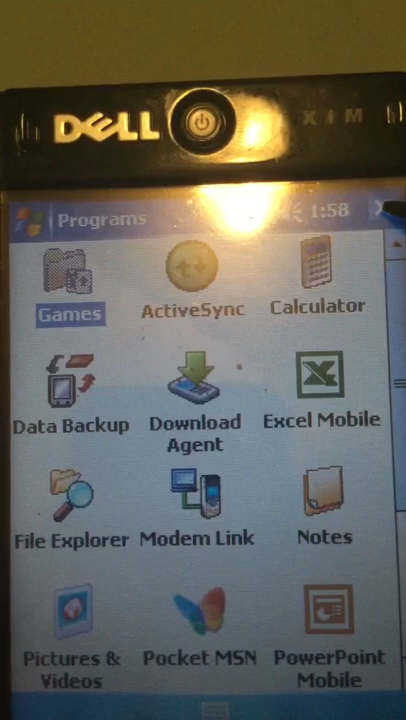 DELL XIM
Programs 1:58
Games ActiveSync Calculator
Data Backup Download Agent Excel Mobile
File Explorer Modem Link Notes
Pictures & Videos Pocket MSN PowerPoint Mobile